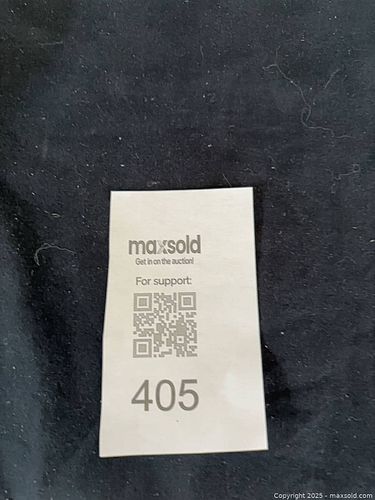 maxsold
Get in on the auction!
For support:
405
Copyright 2025 - maxsold.com